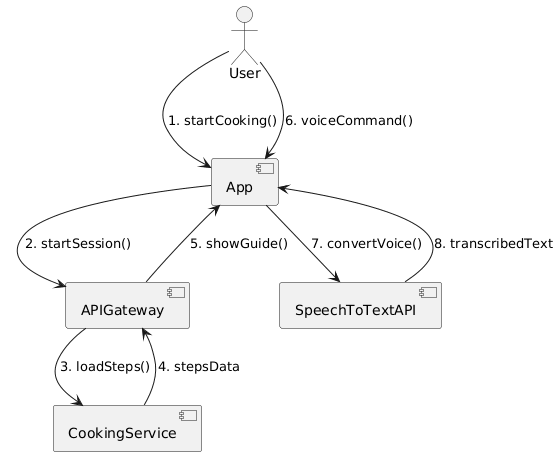 User
1. startCooking()
6. voiceCommand()
App
2. startSession()
5. showGuide()
7. convertVoice()
8. transcribedText
APIGateway
SpeechToTextAPI
3. loadSteps()
4. stepsData
CookingService